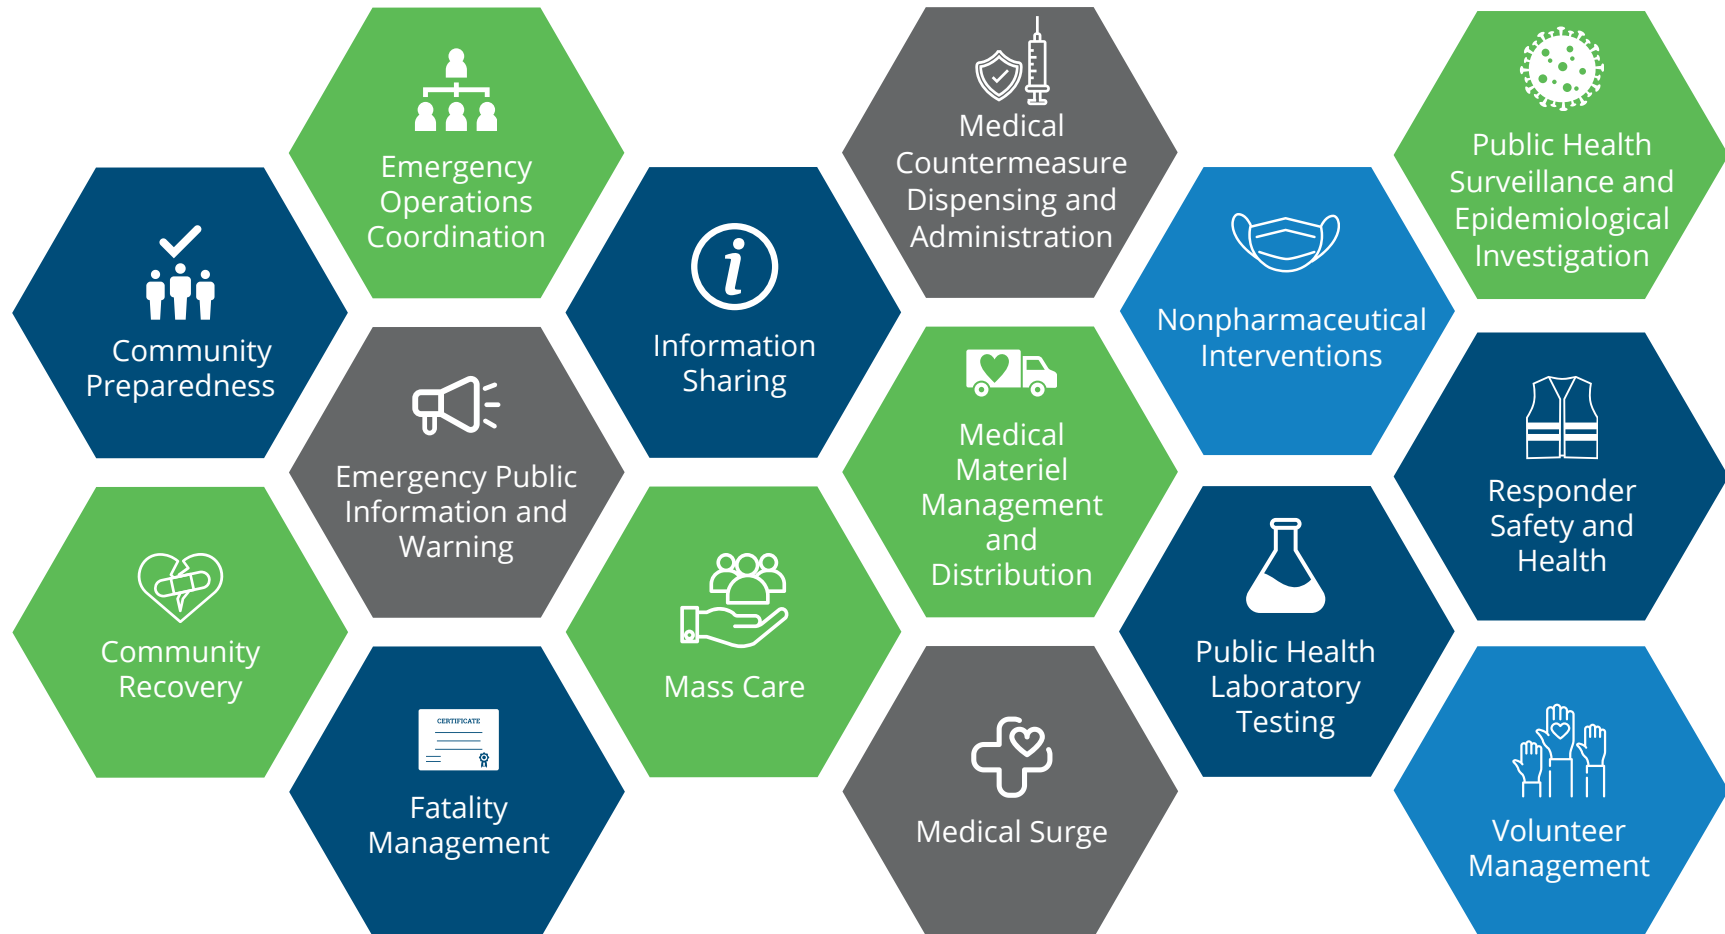 Emergency
Operations
Coordination
Medical
Countermeasure
Dispensing and
Administration
Public Health
Surveillance and
Epidemiological
Investigation
Community
Preparedness
Information
Sharing
Nonpharmaceutical
Interventions
Emergency Public
Information and
Warning
Medical
Materiel
Management
and
Distribution
Responder
Safety and
Health
Community
Recovery
Mass Care
Public Health
Laboratory
Testing
CERTIFICATE
Fatality
Management
Medical Surge
Volunteer
Management